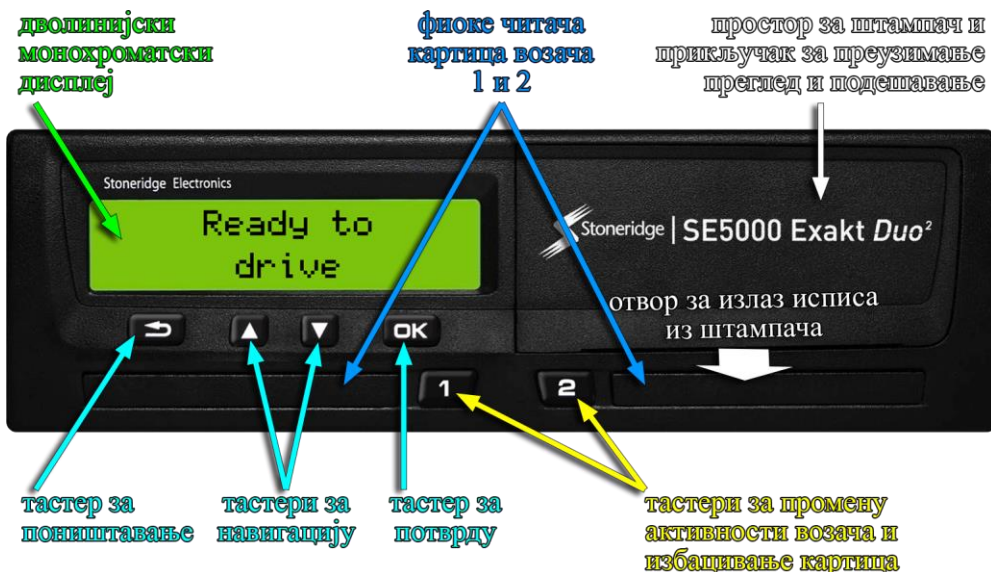 дволинијски
монохроматски
дисплеј
фиоке читача
картица возача
1 и 2
простор за штампач и
прикључак за преузимање
преглед и подешавање
Stoneridge Electronics
Ready to
drive
Stoneridge | SE5000 Exakt Duo²
отвор за излаз исписа
из штампача
OK
1
2
тастер за
поништавање
тастери за
навигацију
тастер за
потврду
тастери за промену
активности возача и
избацивање картица